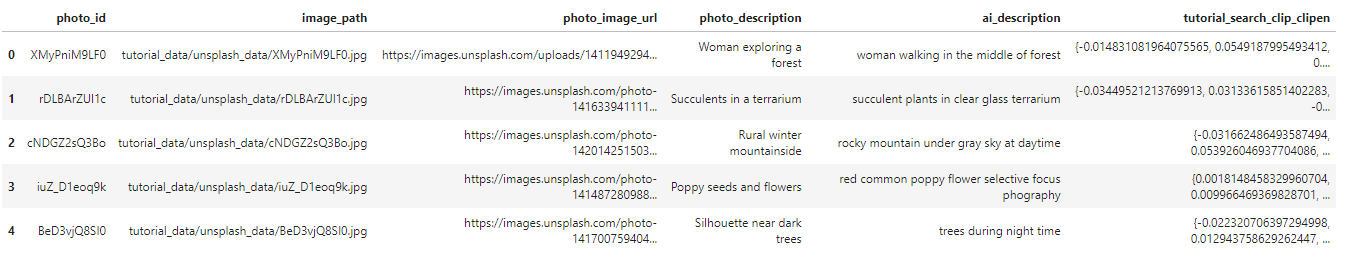 photo_id image_path photo_image_url photo_description ai_description tutorial_search_clip_clipen
0 XMyPniM9LF0 tutorial_data/unsplash_data/XMyPniM9LF0.jpg https://images.unsplash.com/uploads/1411949294... Woman exploring a forest woman walking in the middle of forest {-0.014831081964075565, 0.0549187995493412, 0....
1 rDLBArZUl1c tutorial_data/unsplash_data/rDLBArZUl1c.jpg https://images.unsplash.com/photo-141633941111... Succulents in a terrarium succulent plants in clear glass terrarium {-0.03449521213769913, 0.03133615851402283, -0...
2 cNDGZ2sQ3Bo tutorial_data/unsplash_data/cNDGZ2sQ3Bo.jpg https://images.unsplash.com/photo-142014251503... Rural winter mountainside rocky mountain under gray sky at daytime {-0.031662486493587494, 0.053926046937704086, ...
3 iuZ_D1eoq9k tutorial_data/unsplash_data/iuZ_D1eoq9k.jpg https://images.unsplash.com/photo-141487280988... Poppy seeds and flowers red common poppy flower selective focus phography {0.0018148458329960704, 0.009966469369828701, ...
4 BeD3vjQ8SI0 tutorial_data/unsplash_data/BeD3vjQ8SI0.jpg https://images.unsplash.com/photo-141700759404... Silhouette near dark trees trees during night time {-0.022320706397294998, 0.012943758629262447, ...